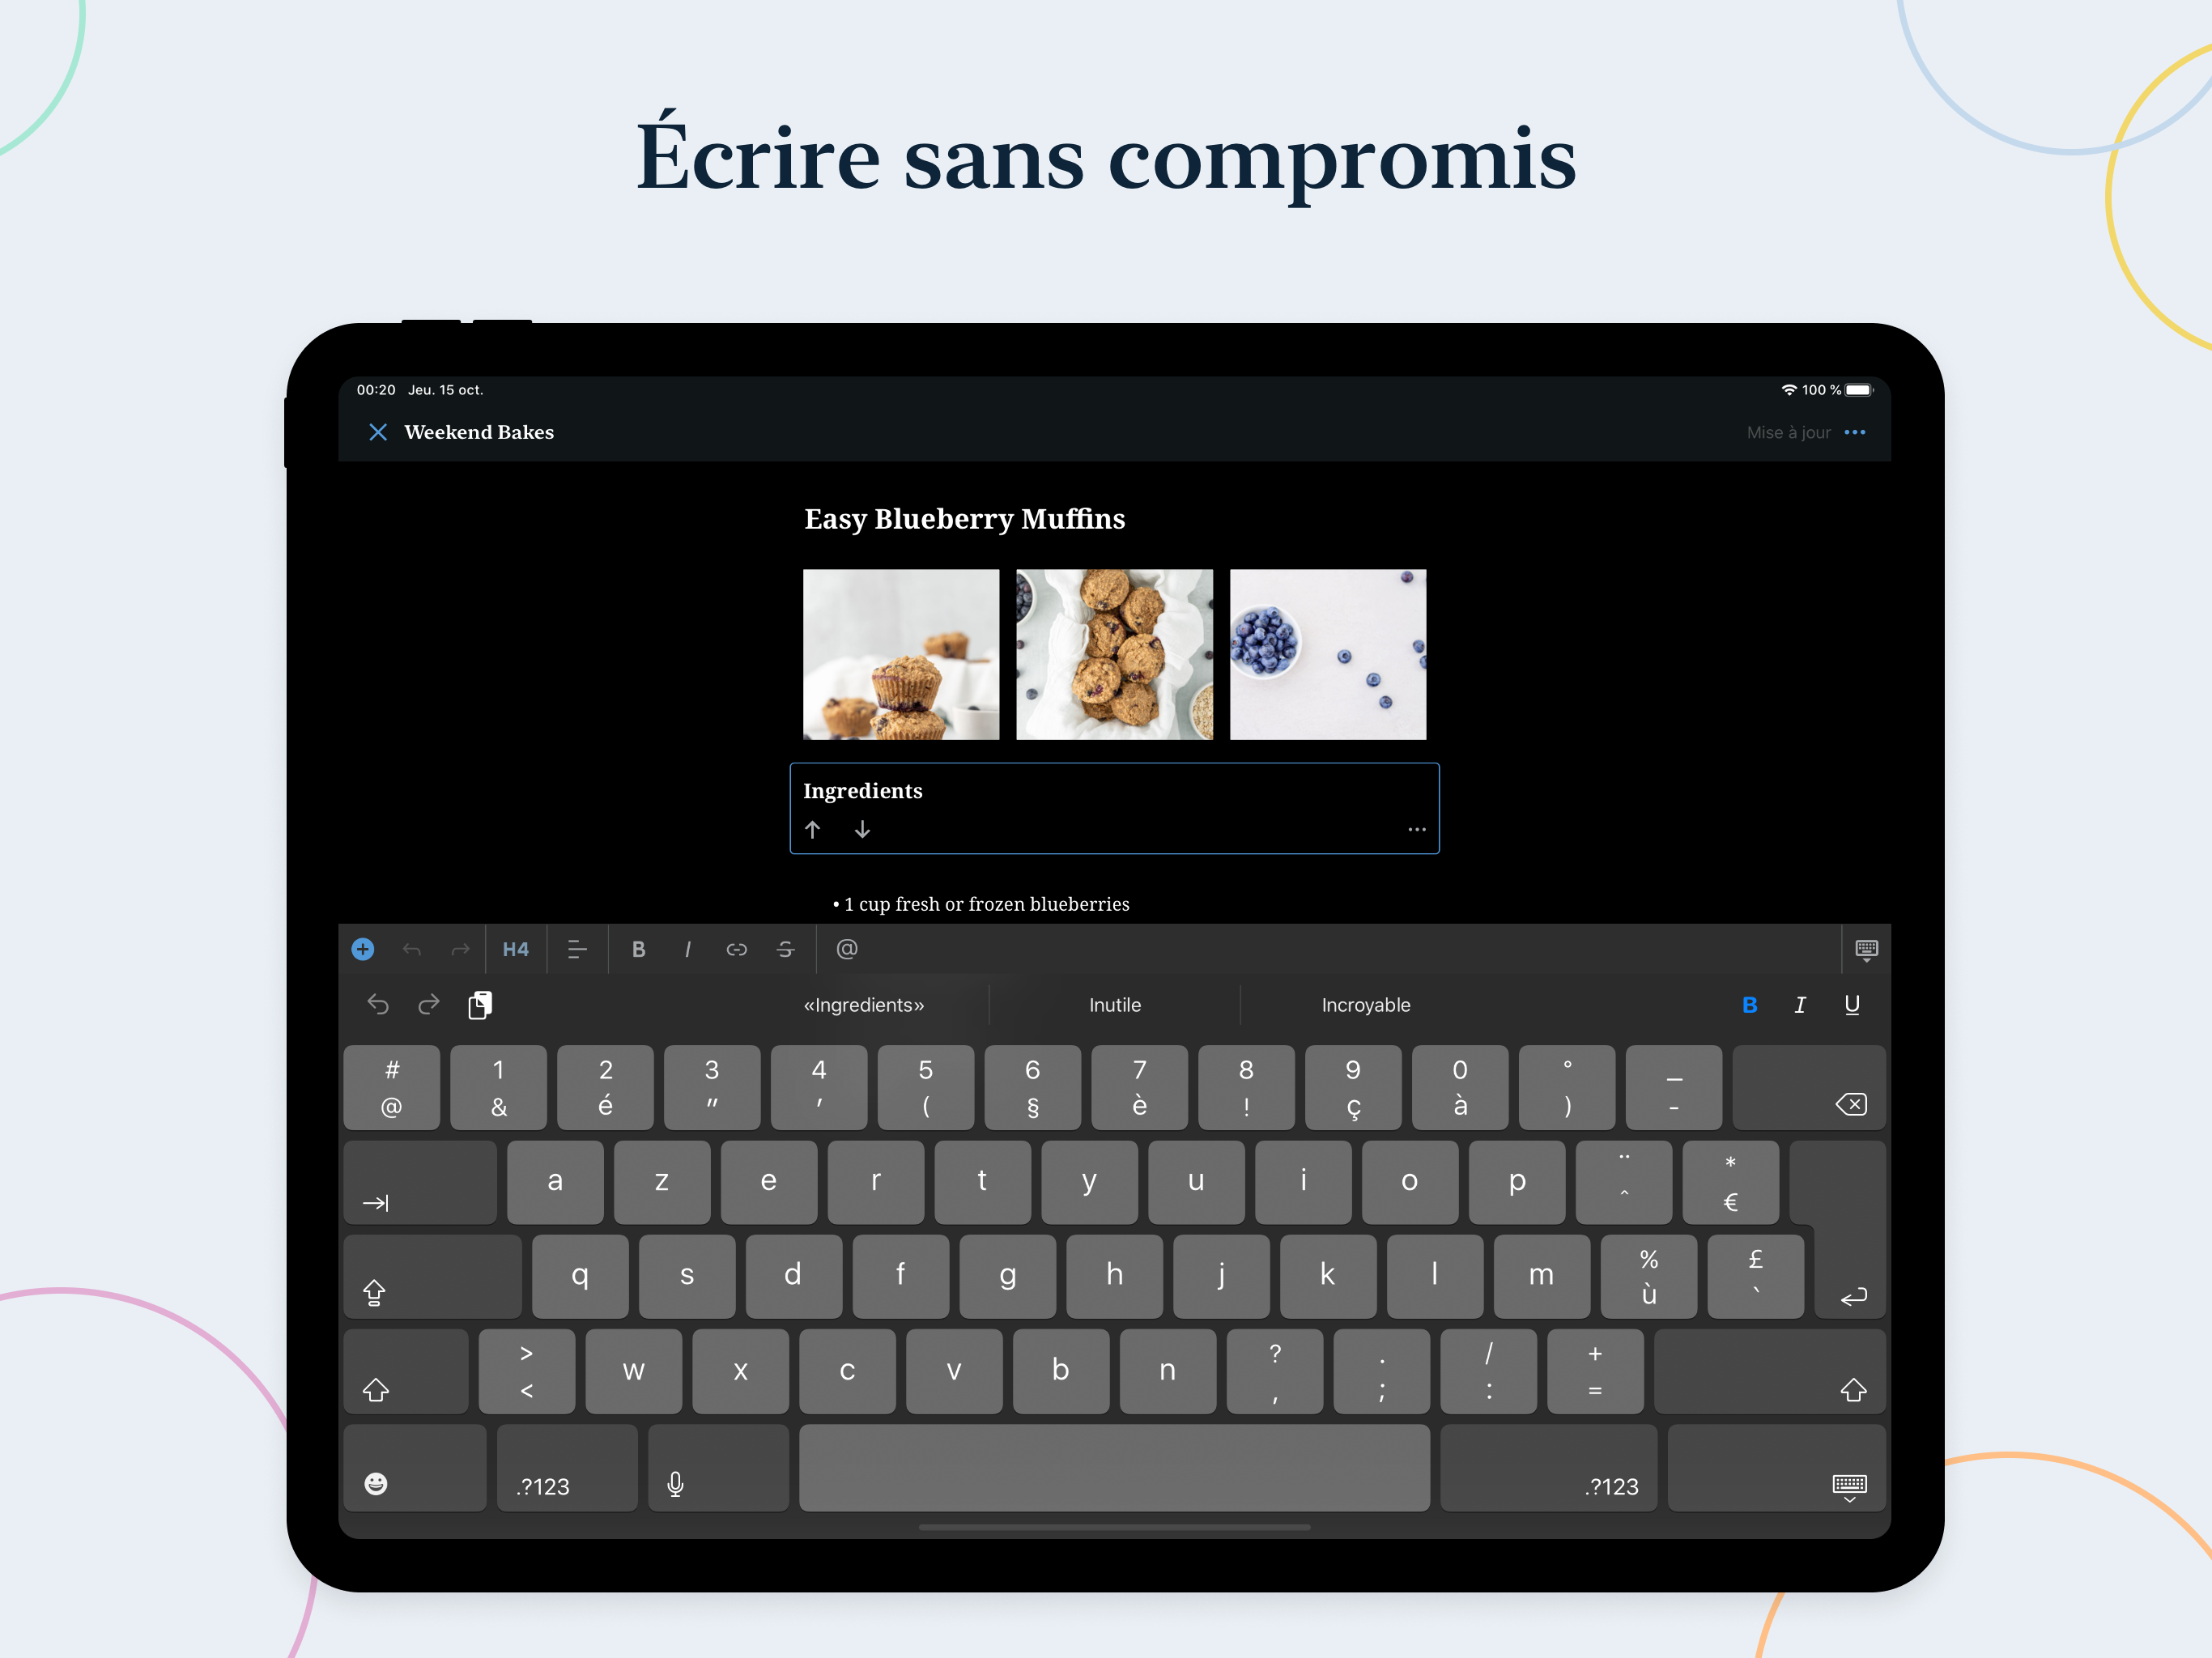 Écrire sans compromis
00:20 Jeu. 15 oct. 100 %
Weekend Bakes Mise à jour
Easy Blueberry Muffins
Ingredients
• 1 cup fresh or frozen blueberries
H4 B I S @
«Ingredients» Inutile Incroyable B I U
# 1 2 3 4 5 6 7 8 9 0 ° _
@ & é " ' ( § è ! ç à ) -
a z e r t y u i o p ¨ *
^ €
q s d f g h j k l m % £
ù `
> w x c v b n ? . / +
< , ; : =
.?123 .?123